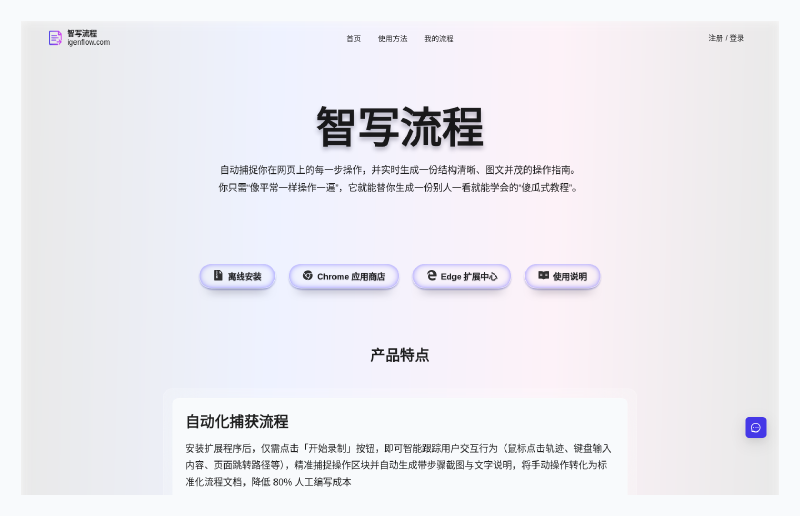 智写流程
igenflow.com
首页
使用方法
我的流程
注册 / 登录
智写流程
自动捕捉你在网页上的每一步操作，并实时生成一份结构清晰、图文并茂的操作指南。
你只需"像平常一样操作一遍"，它就能替你生成一份别人一看就能学会的"傻瓜式教程"。
离线安装
Chrome 应用商店
Edge 扩展中心
使用说明
产品特点
自动化捕获流程
安装扩展程序后，仅需点击「开始录制」按钮，即可智能跟踪用户交互行为（鼠标点击轨迹、键盘输入
内容、页面跳转路径等），精准捕捉操作区块并自动生成带步骤截图与文字说明，将手动操作转化为标
准化流程文档，降低 80% 人工编写成本